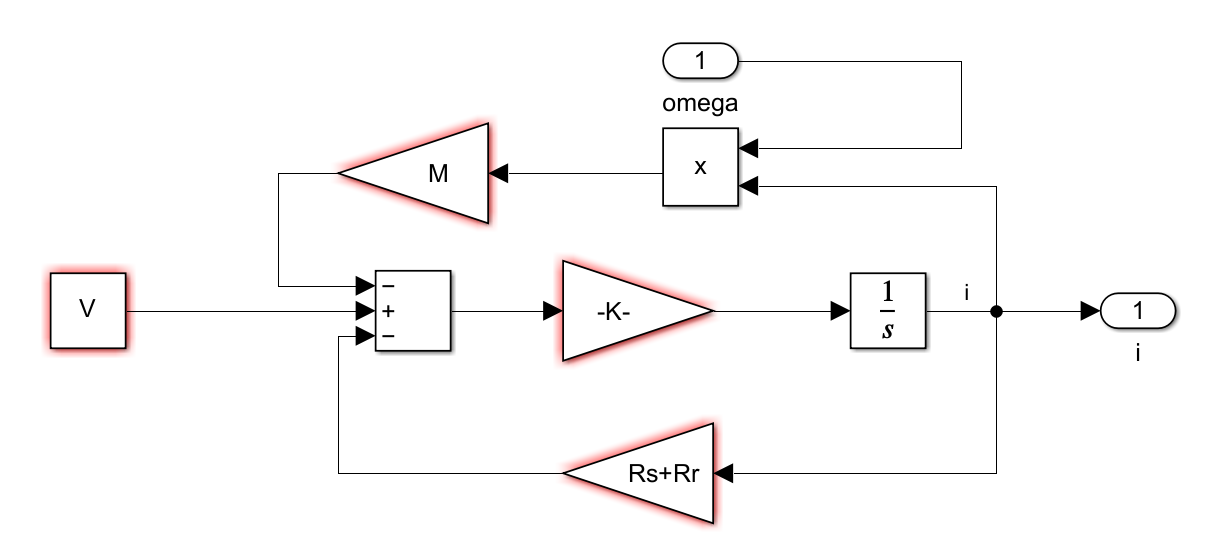 1
omega
M
x
V
−
+
−
-K-
1
s
i
1
i
Rs+Rr